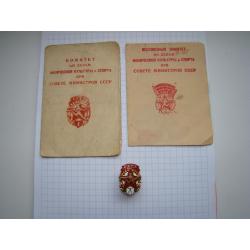 КОМИТЕТ
ПО ДЕЛАМ
ФИЗИЧЕСКОЙ КУЛЬТУРЫ и СПОРТА
ПРИ
СОВЕТЕ МИНИСТРОВ СССР
ВСЕСОЮЗНЫЙ КОМИТЕТ
ПО ДЕЛАМ
ФИЗИЧЕСКОЙ КУЛЬТУРЫ и СПОРТА
ПРИ
СОВЕТЕ МИНИСТРОВ СССР